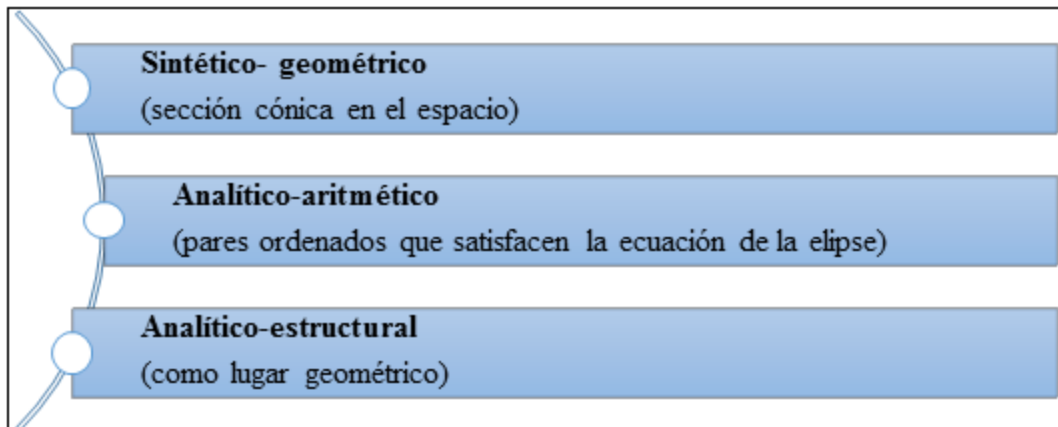 Sintético- geométrico
(sección cónica en el espacio)
Analítico-aritmético
(pares ordenados que satisfacen la ecuación de la elipse)
Analítico-estructural
(como lugar geométrico)